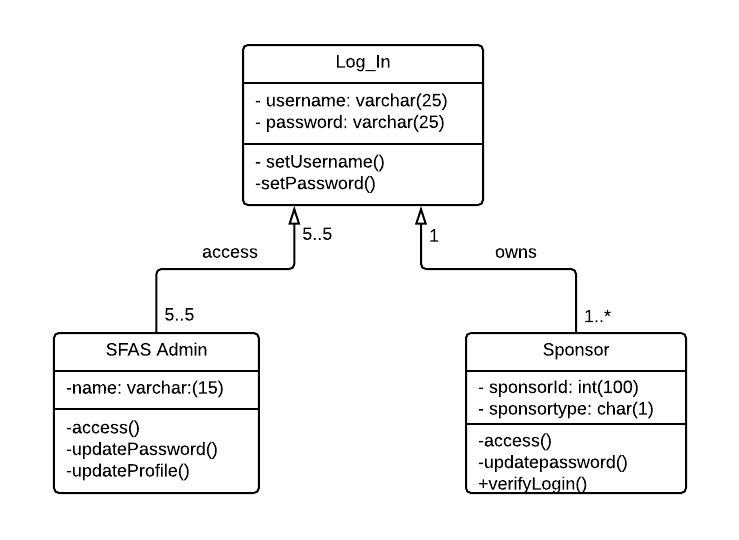 Log_In
- username: varchar(25)
- password: varchar(25)
- setUsername()
-setPassword()
5..5
1
access
owns
5..5
1..*
SFAS Admin
-name: varchar:(15)
-access()
-updatePassword()
-updateProfile()
Sponsor
- sponsorId: int(100)
- sponsortype: char(1)
-access()
-updatepassword()
+verifyLogin()